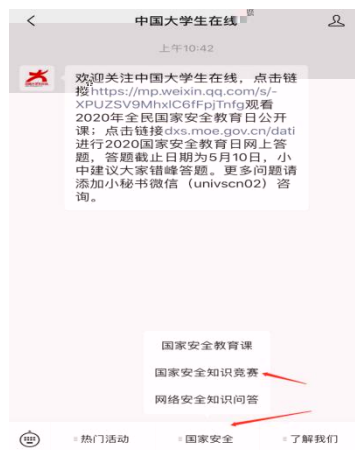 中国大学生在线
上午10:42
欢迎关注中国大学生在线，点击链
接https://mp.weixin.qq.com/s/-
XPUZSV9MhxlC6fFpjTnfg观看
2020年全民国家安全教育日公开
课；点击链接dxs.moe.gov.cn/dati
进行2020国家安全教育日网上答
题，答题截止日期为5月10日，小
中建议大家错峰答题。更多问题请
添加小秘书微信（univscn02）咨
询。
国家安全教育课
国家安全知识竞赛
网络安全知识问答
热门活动
国家安全
了解我们